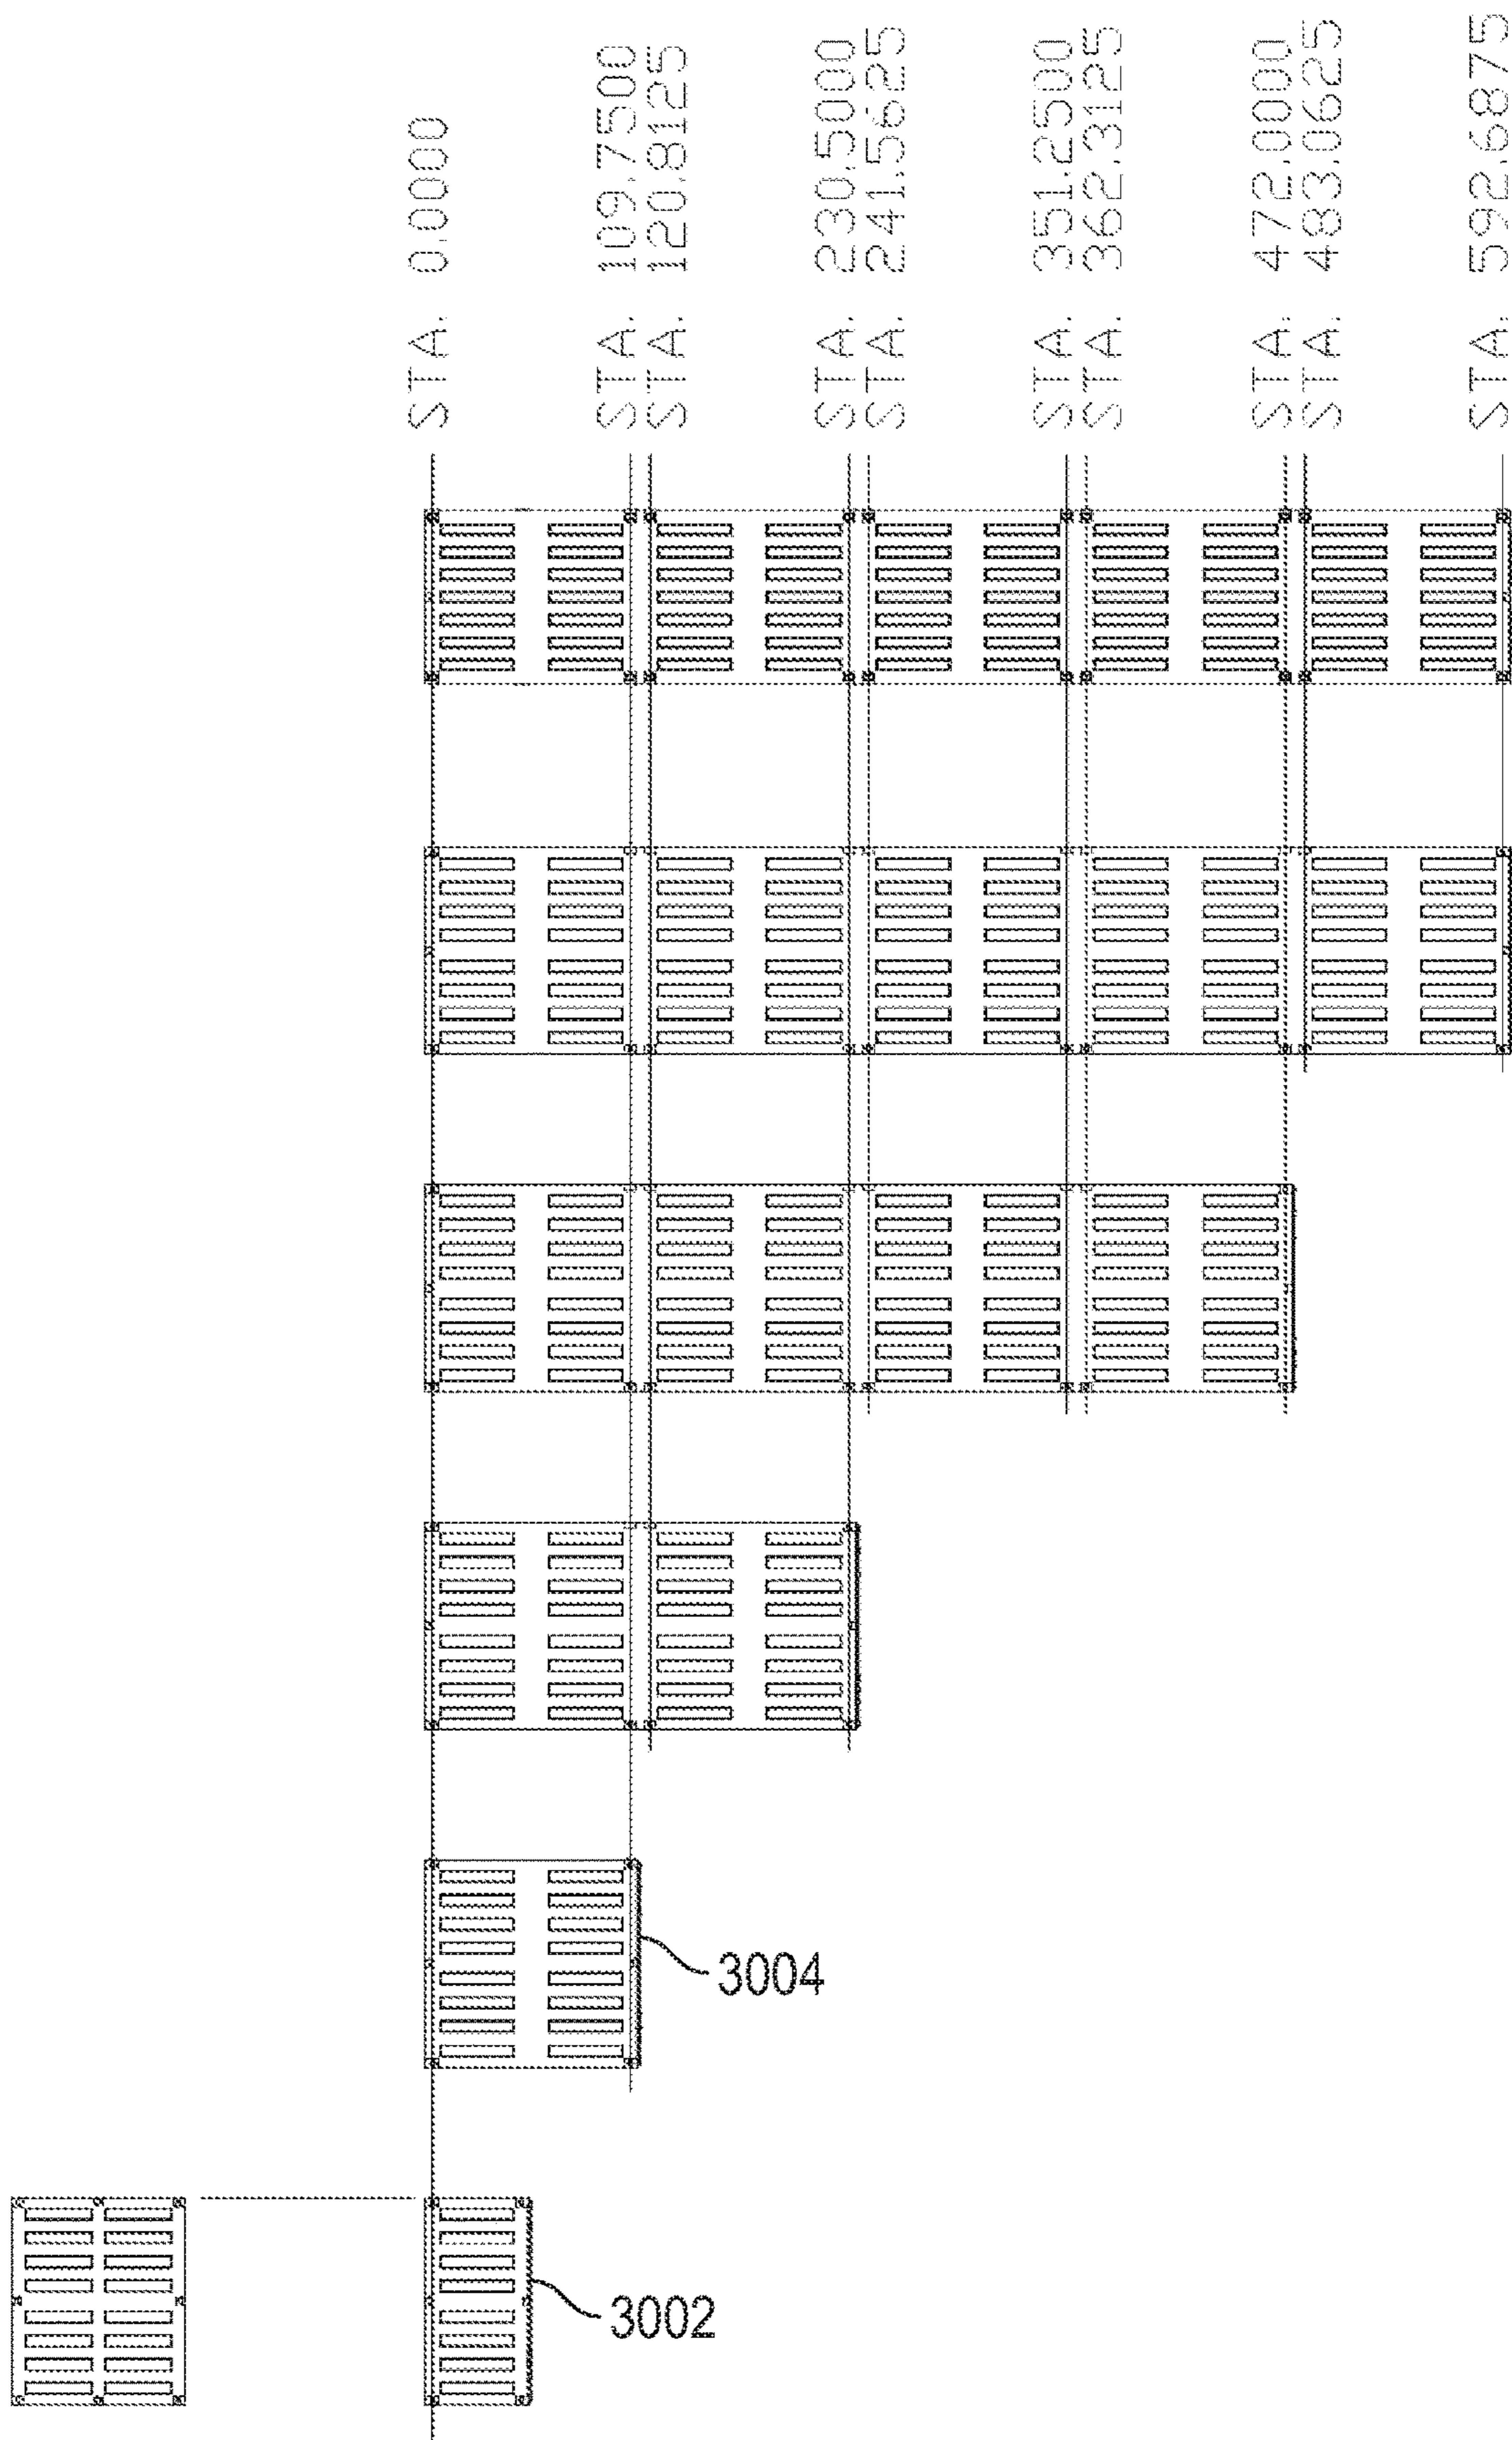 STA. 0.0000
STA. 109.7500
STA. 120.8125
STA. 230.5000
STA. 241.5625
STA. 351.2500
STA. 362.3125
STA. 472.0000
STA. 483.0625
STA. 592.6875
3004
3002